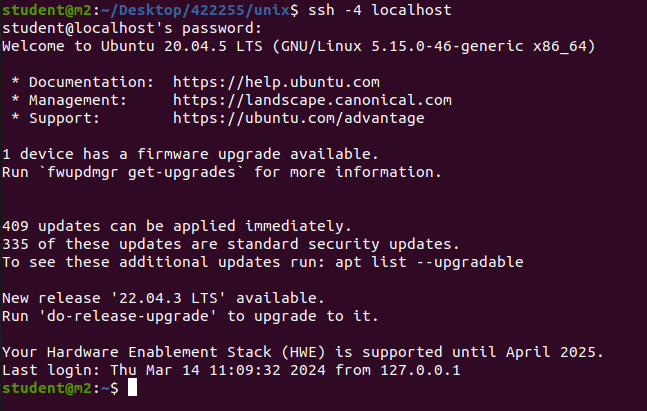 student@m2:~/Desktop/422255/unix$ ssh -4 localhost
student@localhost's password:
Welcome to Ubuntu 20.04.5 LTS (GNU/Linux 5.15.0-46-generic x86_64)
* Documentation:  https://help.ubuntu.com
* Management:     https://landscape.canonical.com
* Support:        https://ubuntu.com/advantage
1 device has a firmware upgrade available.
Run `fwupdmgr get-upgrades` for more information.
409 updates can be applied immediately.
335 of these updates are standard security updates.
To see these additional updates run: apt list --upgradable
New release '22.04.3 LTS' available.
Run 'do-release-upgrade' to upgrade to it.
Your Hardware Enablement Stack (HWE) is supported until April 2025.
Last login: Thu Mar 14 11:09:32 2024 from 127.0.0.1
student@m2:~$